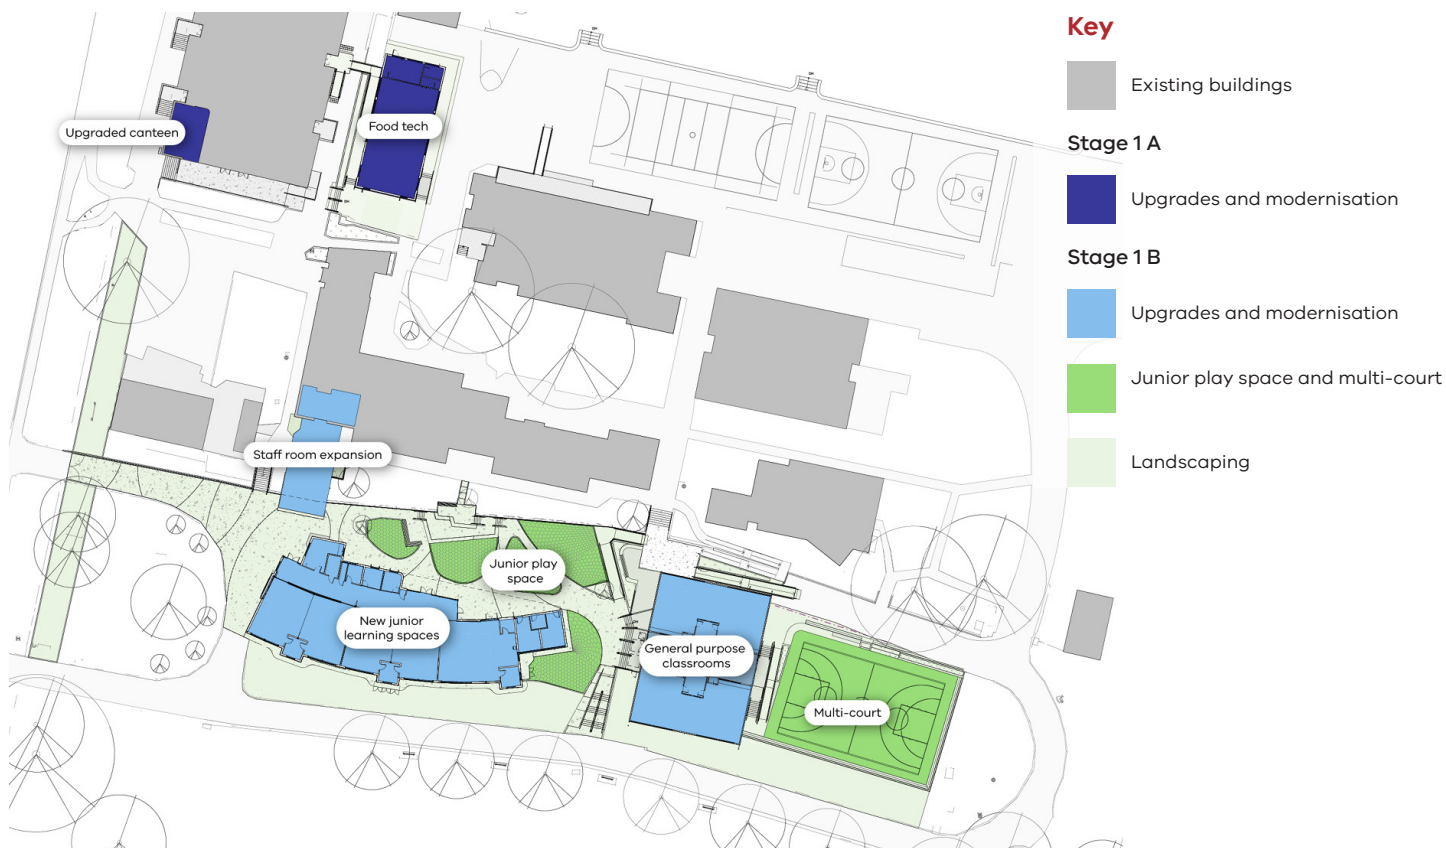 Key
Existing buildings
Stage 1 A
Upgrades and modernisation
Stage 1 B
Upgrades and modernisation
Junior play space and multi-court
Landscaping
Upgraded canteen
Food tech
Staff room expansion
Junior play
space
New junior
learning spaces
General purpose
classrooms
Multi-court